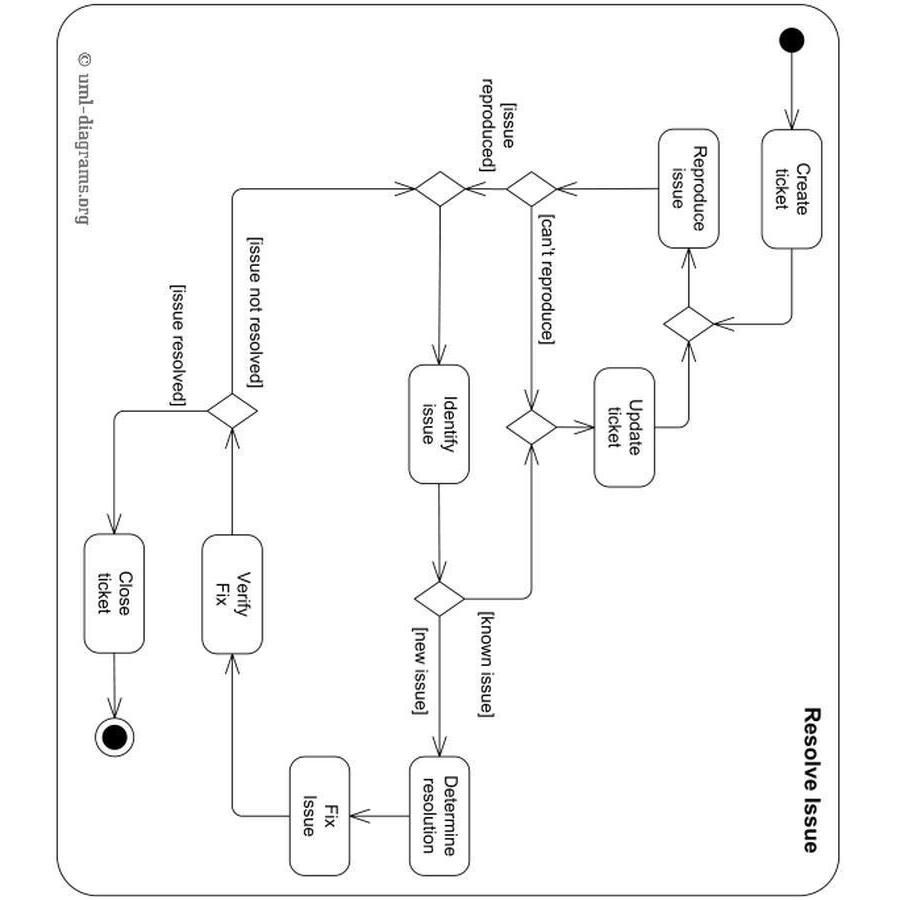 Resolve Issue
Create
ticket
Reproduce
issue
Update
ticket
[can't reproduce]
[issue
reproduced]
Identify
issue
[known issue]
[new issue]
Determine
resolution
Fix
Issue
Verify
Fix
[issue not resolved]
[issue resolved]
Close
ticket
© uml-diagrams.org